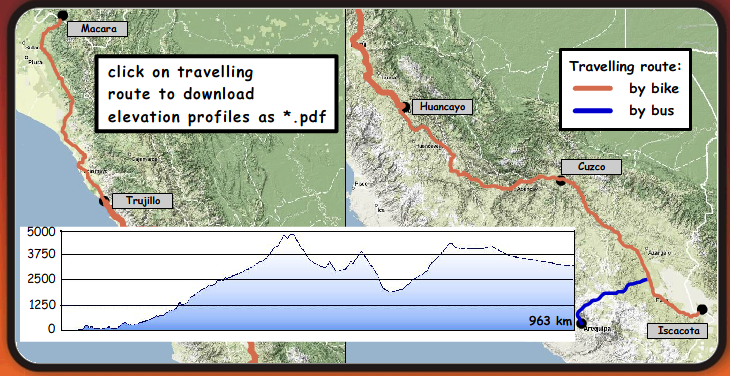 Macara
click on travelling
route to download
elevation profiles as *.pdf
Trujillo
Travelling route:
by bike
by bus
Huancayo
Cuzco
5000
3750
2500
1250
0
963 km
Arequipa
Iscacota